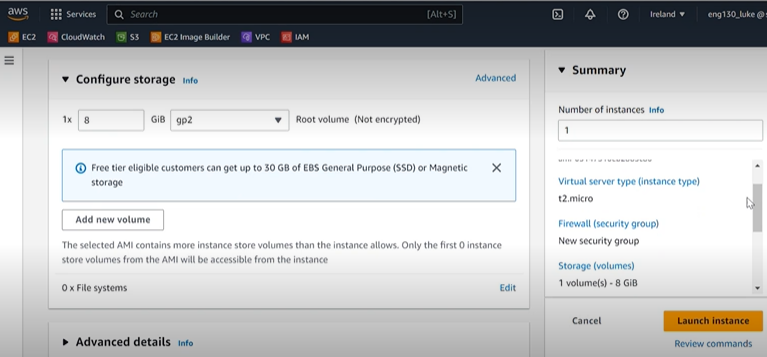 aws
Services
Search
[Alt+S]
Ireland
eng130_luke @
EC2
CloudWatch
S3
EC2 Image Builder
VPC
IAM
Configure storage Info
Advanced
1x 8 GiB gp2 Root volume (Not encrypted)
Free tier eligible customers can get up to 30 GB of EBS General Purpose (SSD) or Magnetic
storage
Add new volume
The selected AMI contains more instance store volumes than the instance allows. Only the first 0 instance
store volumes from the AMI will be accessible from the instance
0 x File systems
Edit
Advanced details Info
Summary
Number of instances Info
1
Virtual server type (instance type)
t2.micro
Firewall (security group)
New security group
Storage (volumes)
1 volume(s) - 8 GiB
Cancel
Launch instance
Review commands